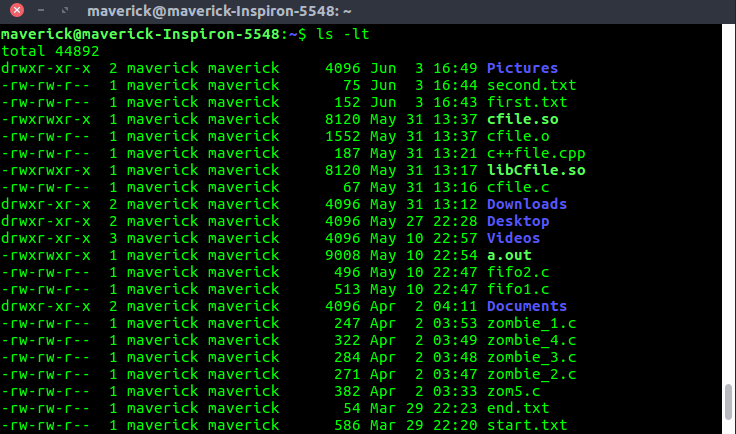 maverick@maverick-Inspiron-5548: ~
maverick@maverick-Inspiron-5548:~$ ls -lt
total 44892
drwxr-xr-x  2 maverick maverick     4096 Jun  3 16:49 Pictures
-rw-rw-r--  1 maverick maverick       75 Jun  3 16:44 second.txt
-rw-rw-r--  1 maverick maverick      152 Jun  3 16:43 first.txt
-rwxrwxr-x  1 maverick maverick     8120 May 31 13:37 cfile.so
-rw-rw-r--  1 maverick maverick     1552 May 31 13:37 cfile.o
-rw-rw-r--  1 maverick maverick      187 May 31 13:21 c++file.cpp
-rwxrwxr-x  1 maverick maverick     8120 May 31 13:17 libCfile.so
-rw-rw-r--  1 maverick maverick       67 May 31 13:16 cfile.c
drwxr-xr-x  2 maverick maverick     4096 May 31 13:12 Downloads
drwxr-xr-x  2 maverick maverick     4096 May 27 22:28 Desktop
drwxr-xr-x  3 maverick maverick     4096 May 10 22:57 Videos
-rwxrwxr-x  1 maverick maverick     9008 May 10 22:54 a.out
-rw-rw-r--  1 maverick maverick      496 May 10 22:47 fifo2.c
-rw-rw-r--  1 maverick maverick      513 May 10 22:47 fifo1.c
drwxr-xr-x  2 maverick maverick     4096 Apr  2 04:11 Documents
-rw-rw-r--  1 maverick maverick      247 Apr  2 03:53 zombie_1.c
-rw-rw-r--  1 maverick maverick      322 Apr  2 03:49 zombie_4.c
-rw-rw-r--  1 maverick maverick      284 Apr  2 03:48 zombie_3.c
-rw-rw-r--  1 maverick maverick      271 Apr  2 03:47 zombie_2.c
-rw-rw-r--  1 maverick maverick      382 Apr  2 03:33 zom5.c
-rw-rw-r--  1 maverick maverick       54 Mar 29 22:23 end.txt
-rw-rw-r--  1 maverick maverick      586 Mar 29 22:20 start.txt